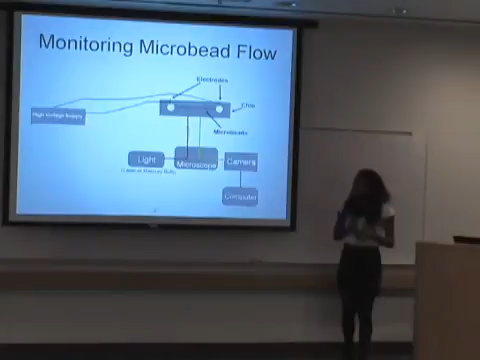 Monitoring Microbead Flow
Electrodes
Chip
High Voltage Supply
Microbeads
Light
Microscope
Camera
Computer